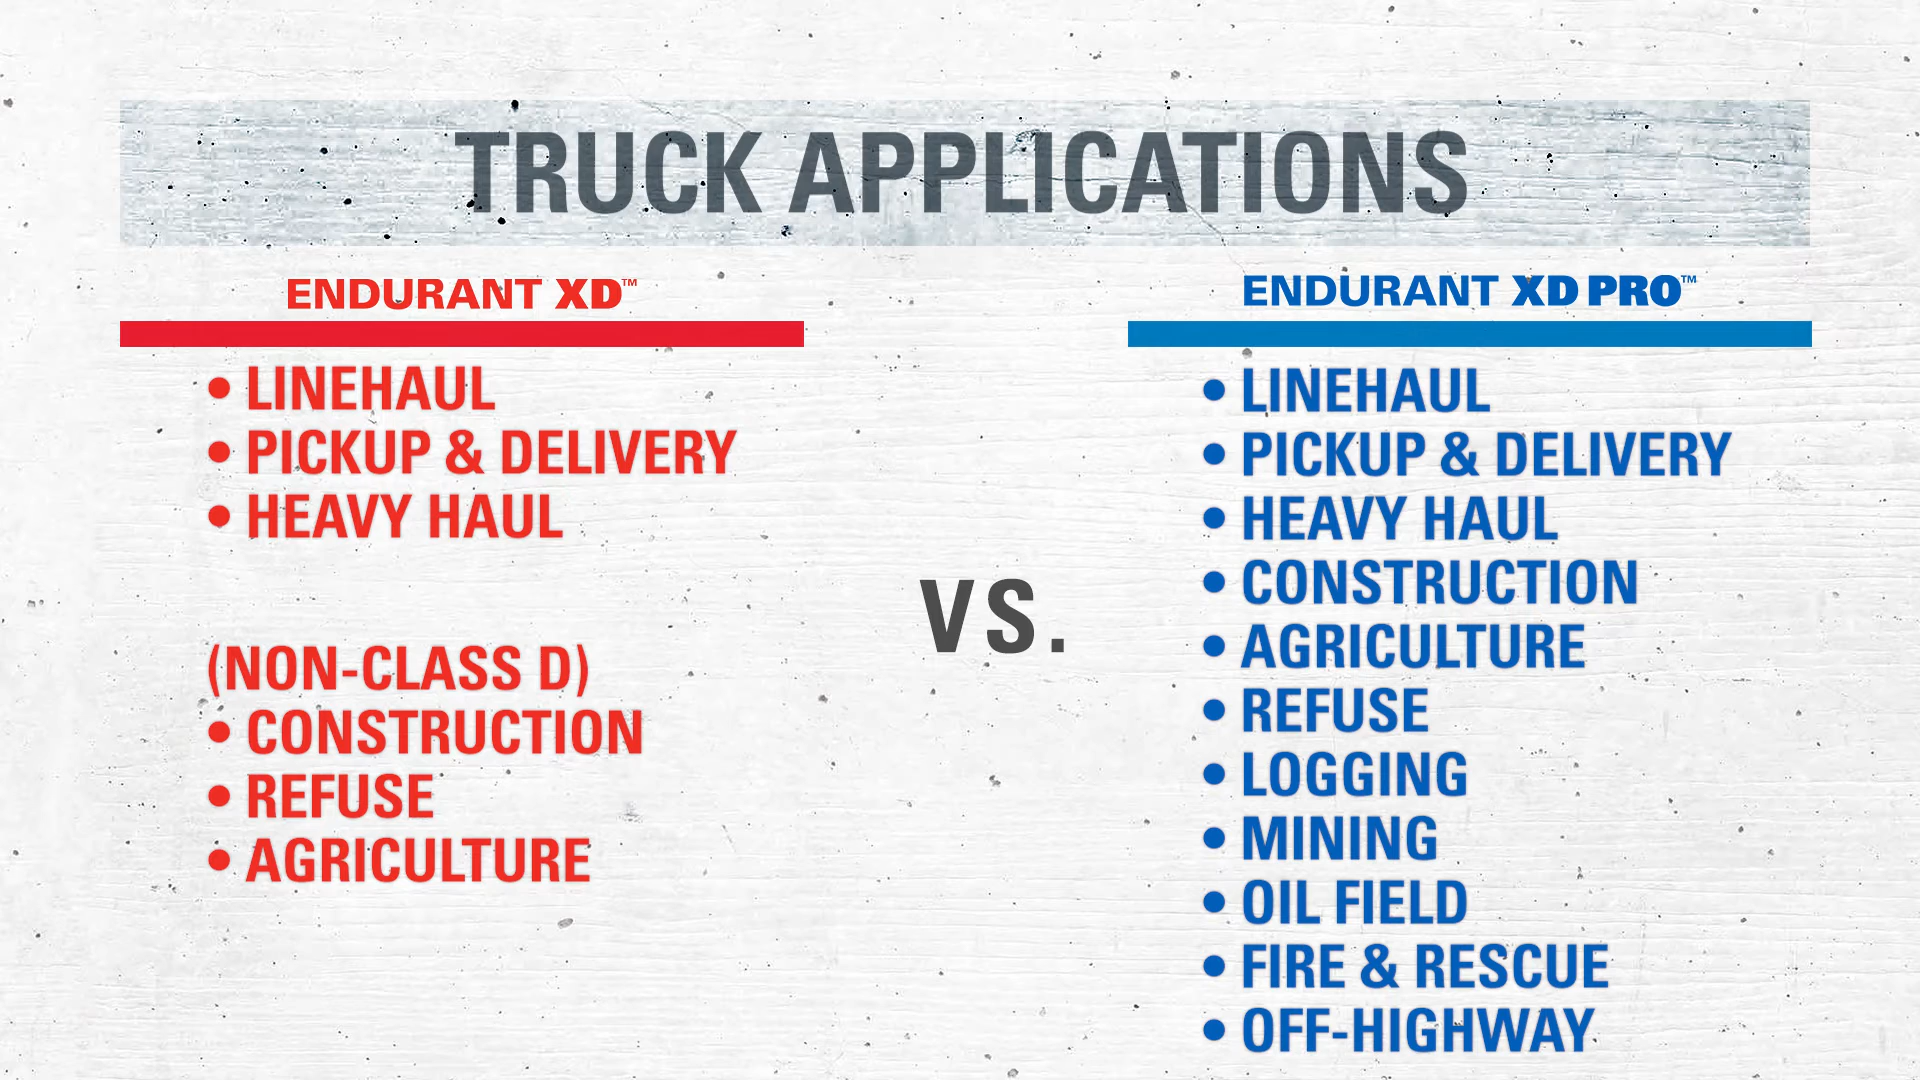 TRUCK APPLICATIONS
ENDURANT XD™
• LINEHAUL
• PICKUP & DELIVERY
• HEAVY HAUL
(NON-CLASS D)
• CONSTRUCTION
• REFUSE
• AGRICULTURE
VS.
ENDURANT XD PRO™
• LINEHAUL
• PICKUP & DELIVERY
• HEAVY HAUL
• CONSTRUCTION
• AGRICULTURE
• REFUSE
• LOGGING
• MINING
• OIL FIELD
• FIRE & RESCUE
• OFF-HIGHWAY